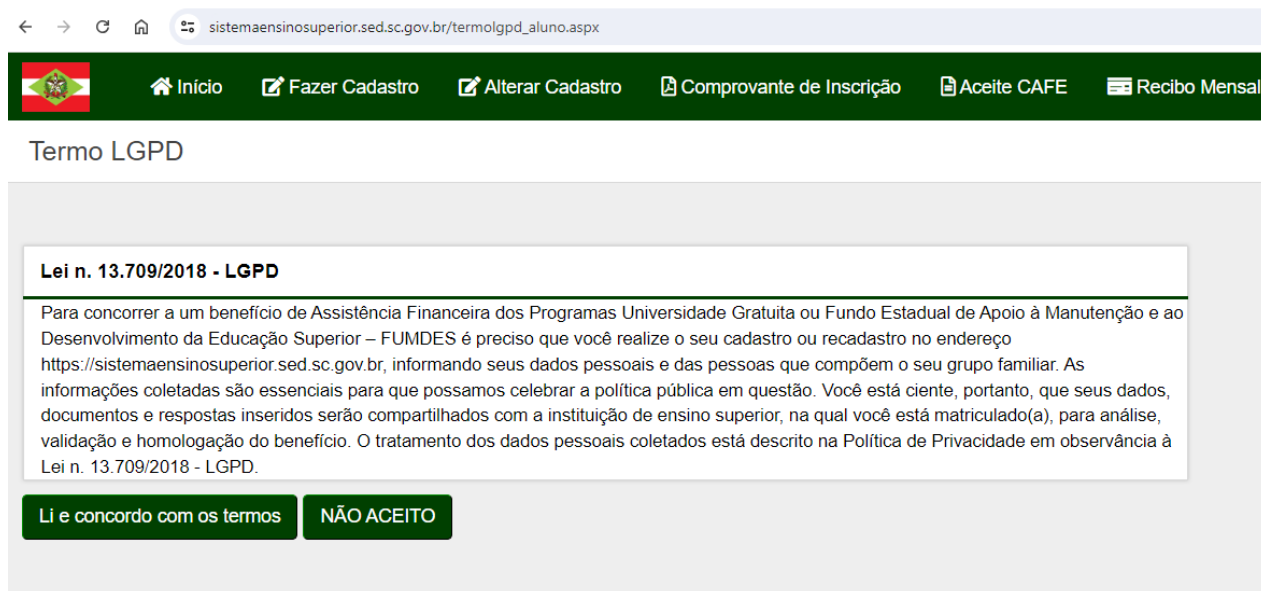 sistemaensinosuperior.sed.sc.gov.br/termolgpd_aluno.aspx
Início Fazer Cadastro Alterar Cadastro Comprovante de Inscrição Aceite CAFE Recibo Mensal
Termo LGPD
Lei n. 13.709/2018 - LGPD
Para concorrer a um benefício de Assistência Financeira dos Programas Universidade Gratuita ou Fundo Estadual de Apoio à Manutenção e ao
Desenvolvimento da Educação Superior – FUMDES é preciso que você realize o seu cadastro ou recadastro no endereço
https://sistemaensinosuperior.sed.sc.gov.br, informando seus dados pessoais e das pessoas que compõem o seu grupo familiar. As
informações coletadas são essenciais para que possamos celebrar a política pública em questão. Você está ciente, portanto, que seus dados,
documentos e respostas inseridos serão compartilhados com a instituição de ensino superior, na qual você está matriculado(a), para análise,
validação e homologação do benefício. O tratamento dos dados pessoais coletados está descrito na Política de Privacidade em observância à
Lei n. 13.709/2018 - LGPD.
Li e concordo com os termos NÃO ACEITO